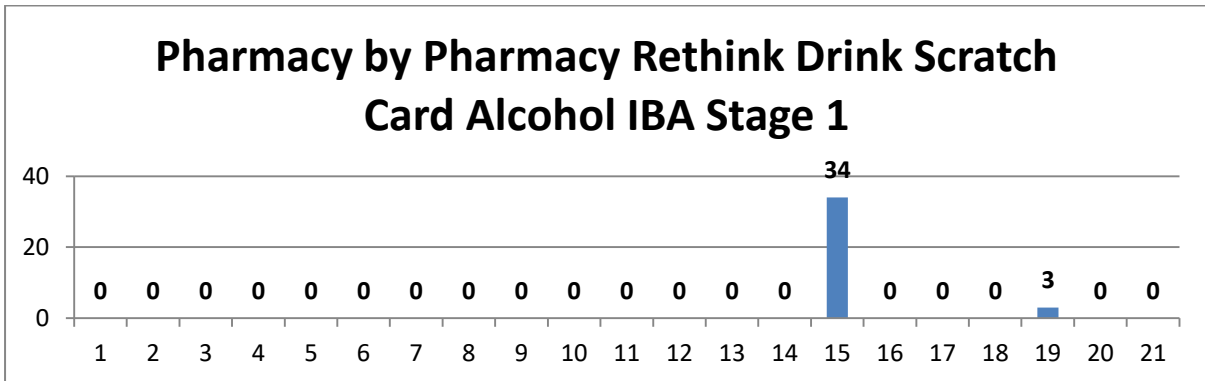 Pharmacy by Pharmacy Rethink Drink Scratch
Card Alcohol IBA Stage 1
40
20
0
34
0 0 0 0 0 0 0 0 0 0 0 0 0 0 0 0 0 3 0 0
1 2 3 4 5 6 7 8 9 10 11 12 13 14 15 16 17 18 19 20 21